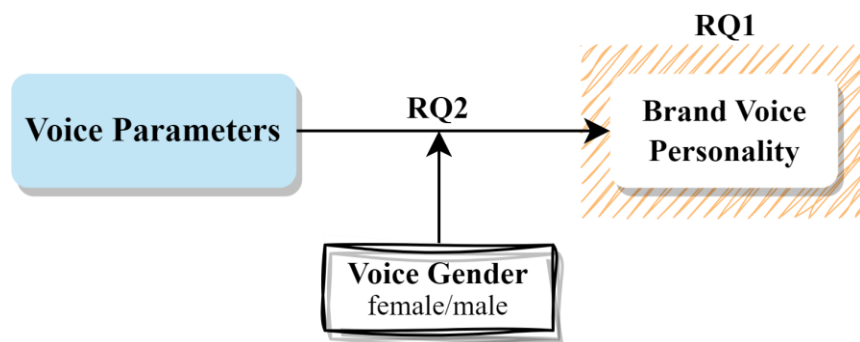 RQ1
Voice Parameters
RQ2
Brand Voice
Personality
Voice Gender
female/male